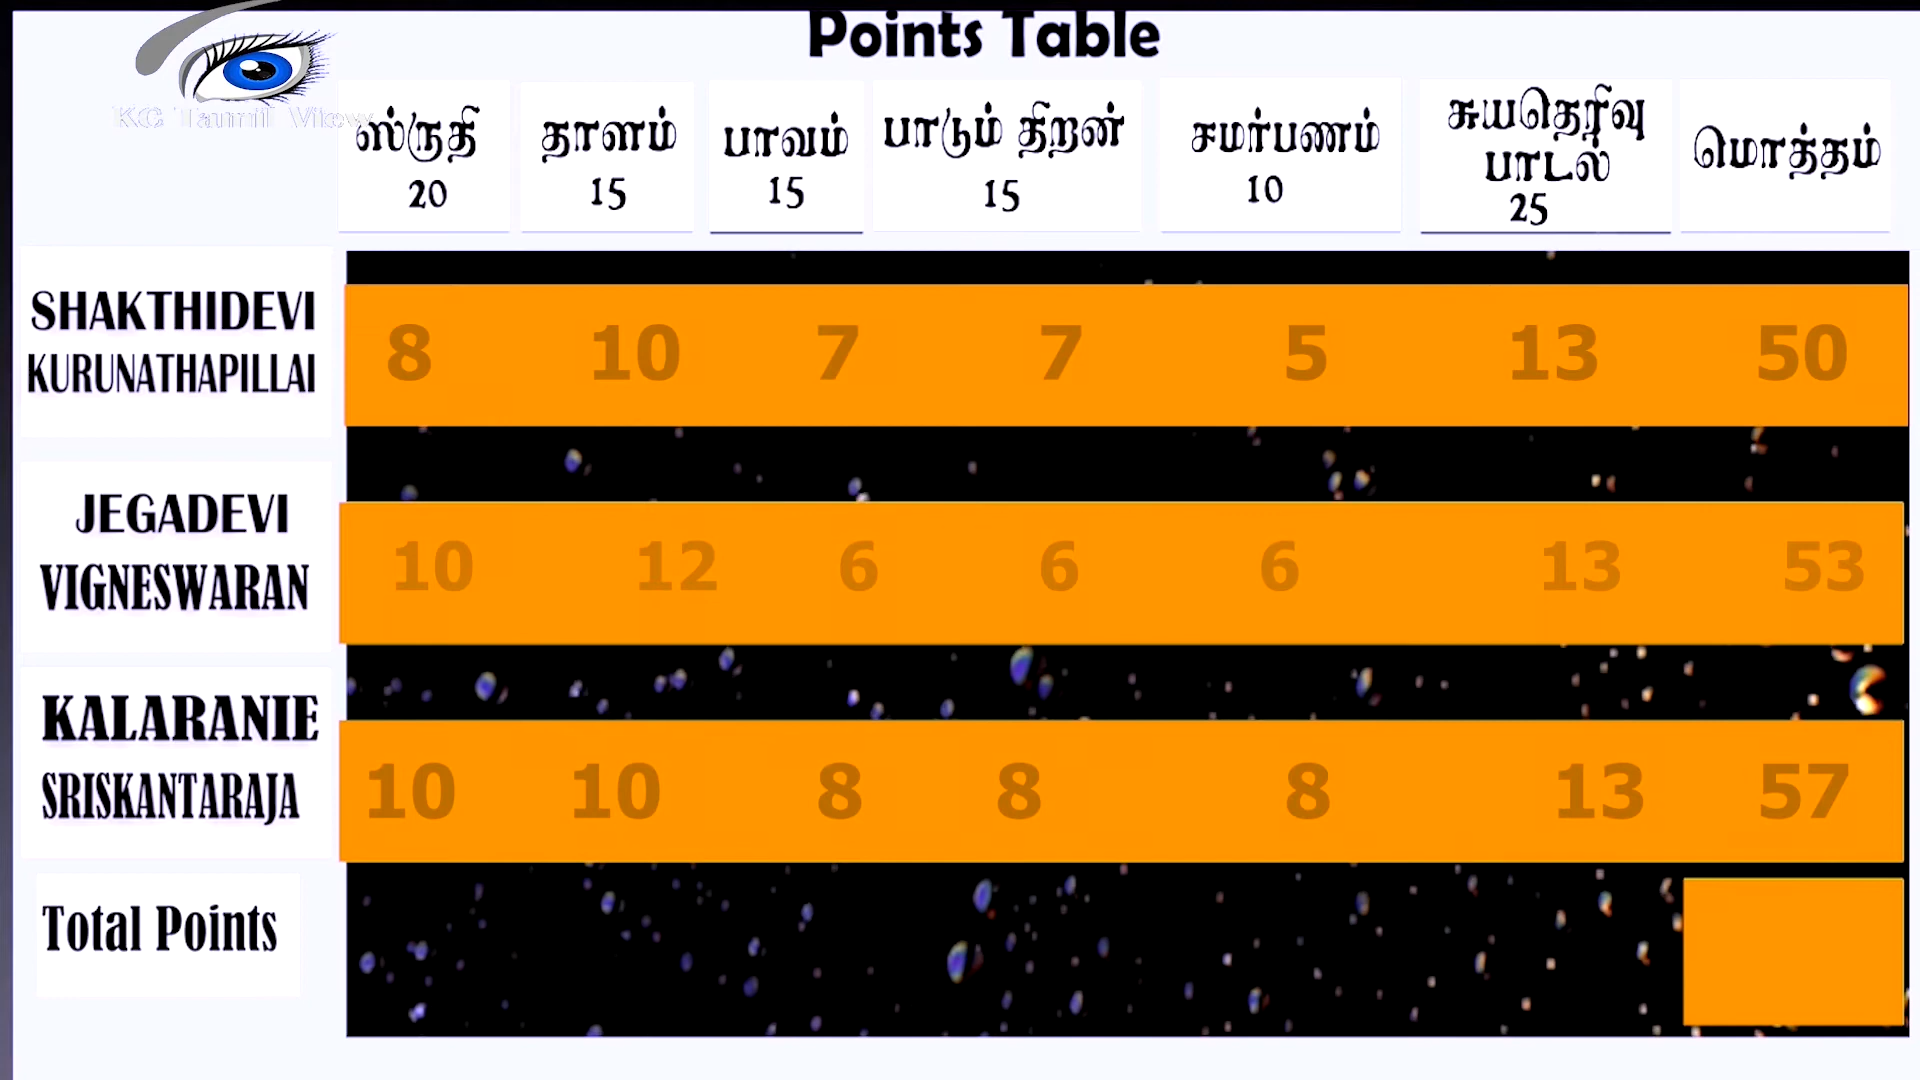 Points Table
KG Tamil View
ஸ்ருதி
20
தாளம்
15
பாவம்
15
பாடும் திறன்
15
சமர்பணம்
10
சுயதெரிவு
பாடல்
25
மொத்தம்
SHAKTHIDEVI
KURUNATHAPILLAI
8 10 7 7 5 13 50
JEGADEVI
VIGNESWARAN
10 12 6 6 6 13 53
KALARANIE
SRISKANTARAJA
10 10 8 8 8 13 57
Total Points